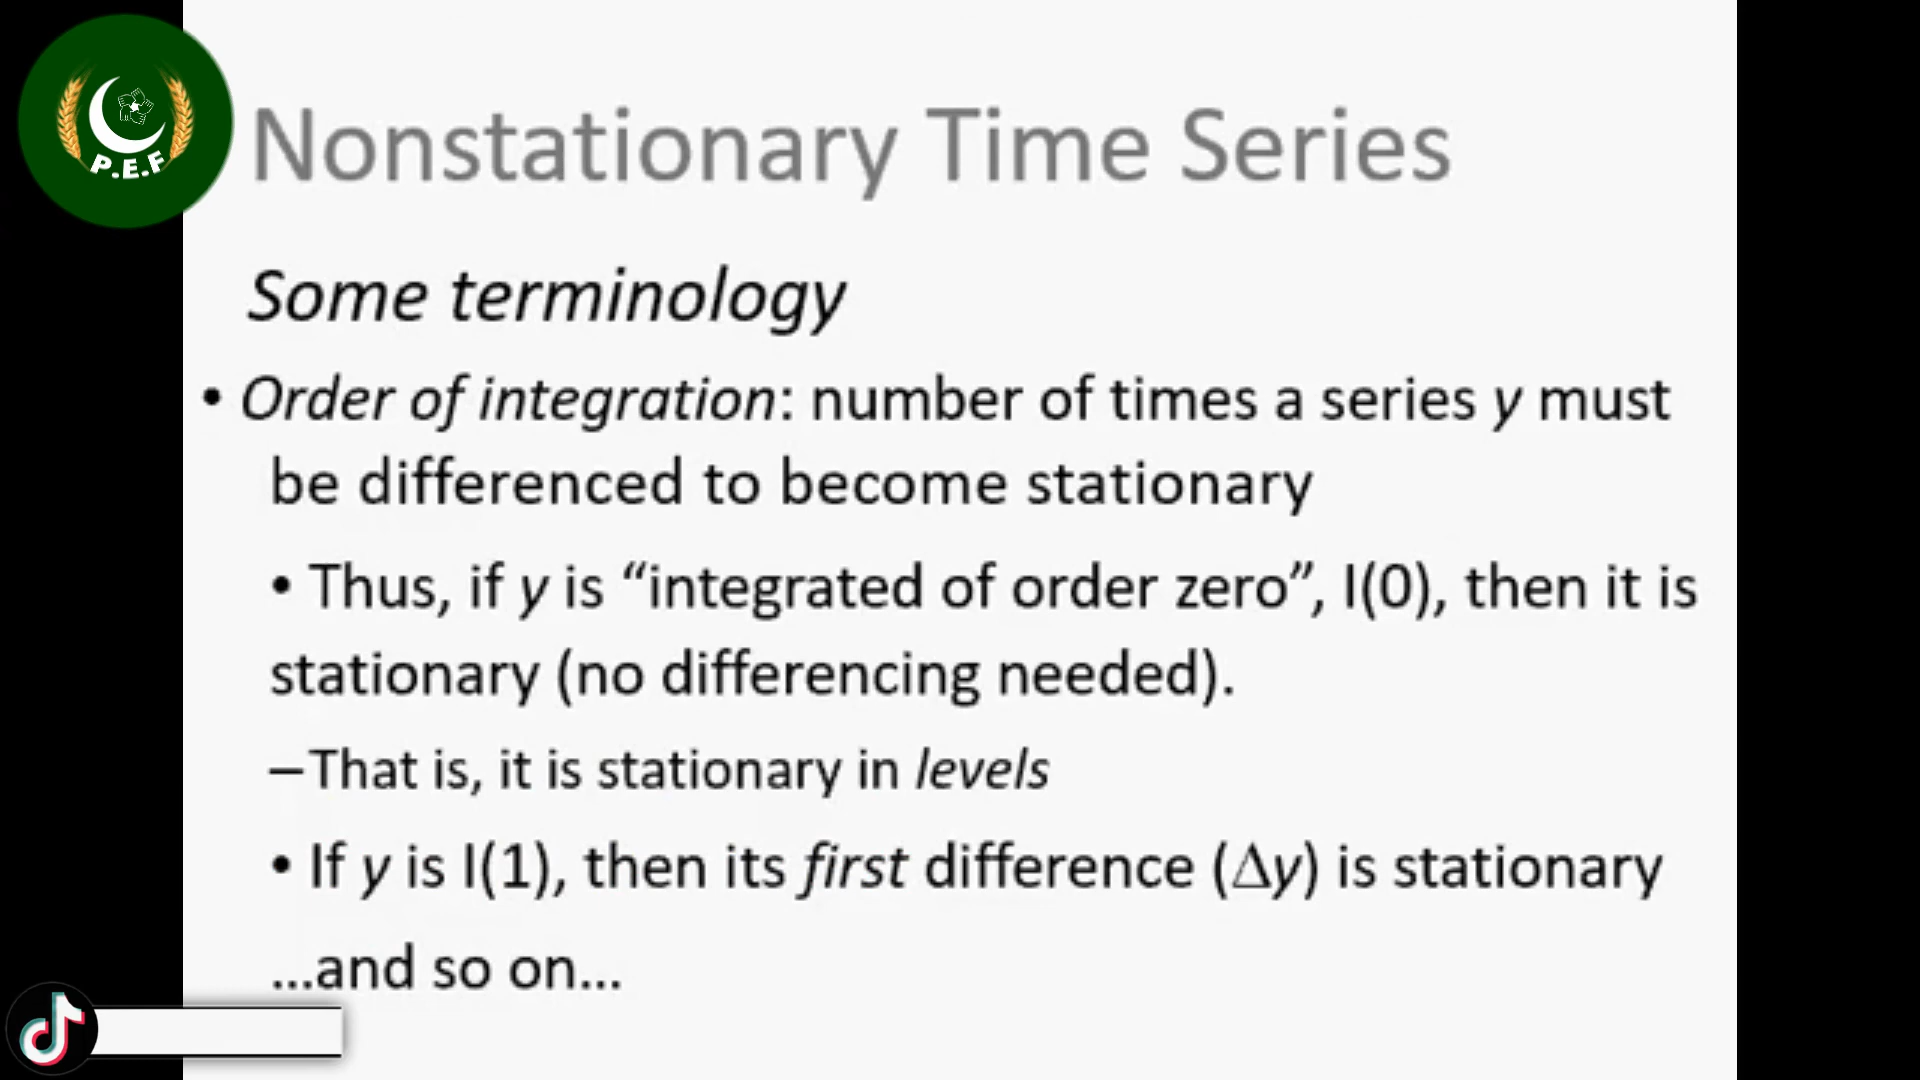 P.E.F
Nonstationary Time Series
Some terminology
• Order of integration: number of times a series y must
be differenced to become stationary
• Thus, if y is “integrated of order zero”, I(0), then it is
stationary (no differencing needed).
–That is, it is stationary in levels
• If y is I(1), then its first difference (Δy) is stationary
...and so on...